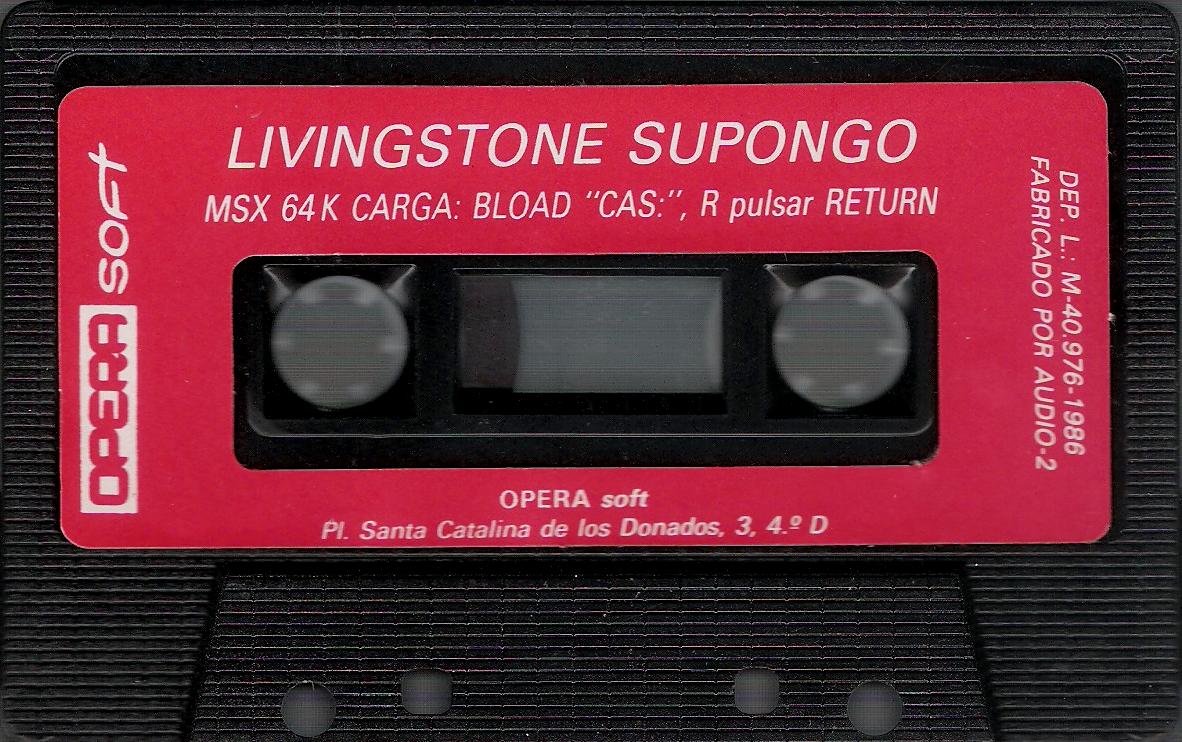 LIVINGSTONE SUPONGO
MSX 64K CARGA: BLOAD “CAS:”, R pulsar RETURN
OPERA soft
DEP. L.: M-40.976-1986
FABRICADO POR AUDIO-2
OPERA soft
Pl. Santa Catalina de los Donados, 3, 4.º D